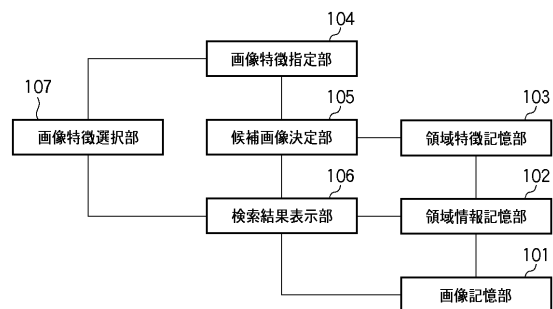 104
画像特徴指定部
107
105
103
画像特徴選択部
候補画像決定部
領域特徴記憶部
106
102
検索結果表示部
領域情報記憶部
101
画像記憶部